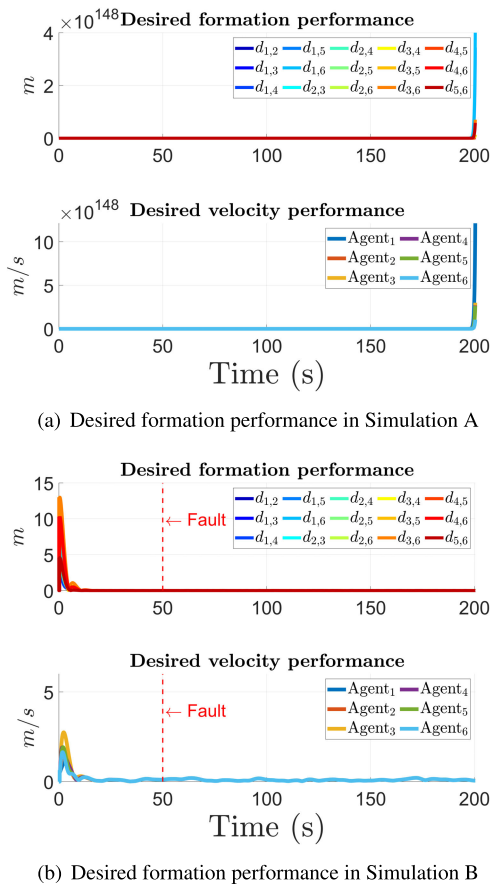 ×10^148 Desired formation performance
4
2
0
m
d1,2 d1,5 d2,4 d3,4 d4,5
d1,3 d1,6 d2,5 d3,5 d4,6
d1,4 d2,3 d2,6 d3,6 d5,6
0 50 100 150 200
×10^148 Desired velocity performance
10
5
0
m/s
Agent1 Agent4
Agent2 Agent5
Agent3 Agent6
0 50 100 150 200
Time (s)
(a) Desired formation performance in Simulation A
Desired formation performance
15
10
5
0
m
← Fault
d1,2 d1,5 d2,4 d3,4 d4,5
d1,3 d1,6 d2,5 d3,5 d4,6
d1,4 d2,3 d2,6 d3,6 d5,6
0 50 100 150 200
Desired velocity performance
5
0
m/s
← Fault
Agent1 Agent4
Agent2 Agent5
Agent3 Agent6
0 50 100 150 200
Time (s)
(b) Desired formation performance in Simulation B